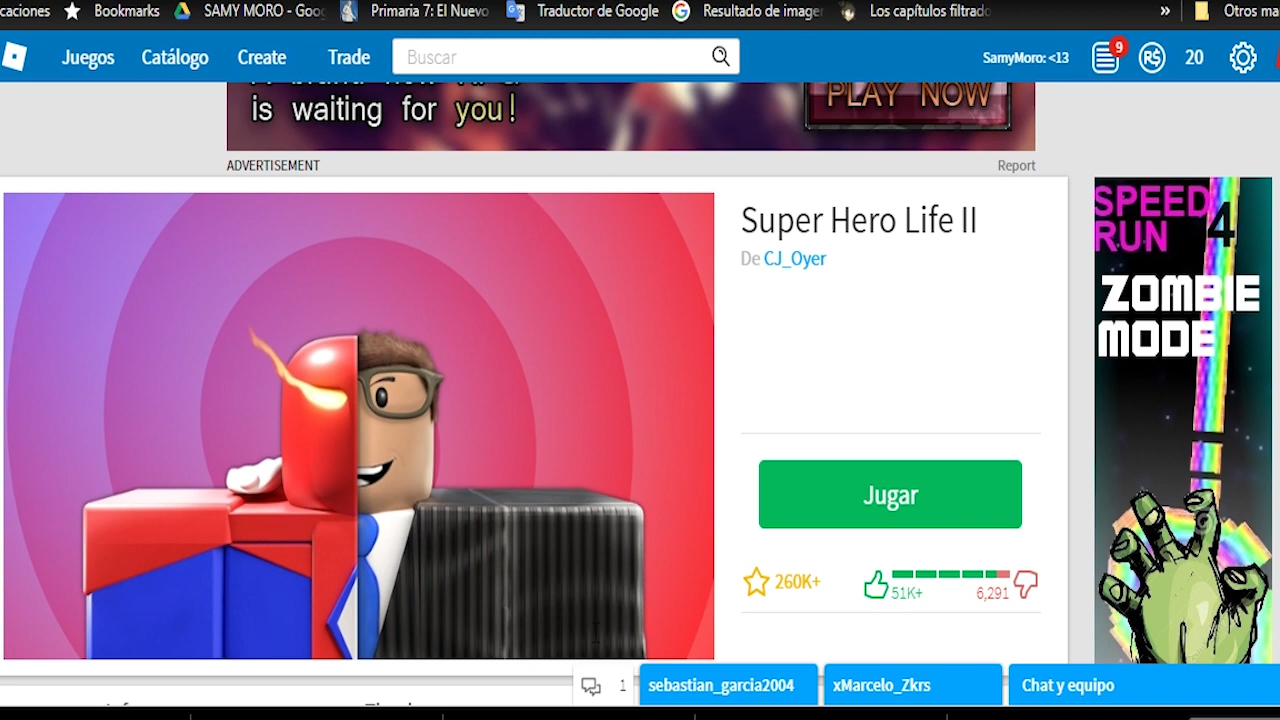 caciones Bookmarks SAMY MORO - Goog Primaria 7: El Nuevo Traductor de Google Resultado de imagen Los capítulos filtrado » Otros ma
Juegos Catálogo Create Trade Buscar SamyMoro: <13 9 R$ 20
is waiting for you!
PLAY NOW
ADVERTISEMENT Report
Super Hero Life II
De CJ_Oyer
SPEED
RUN 4
ZOMBIE
MODE
Jugar
260K+ 51K+ 6,291
1 sebastian_garcia2004 xMarcelo_Zkrs Chat y equipo